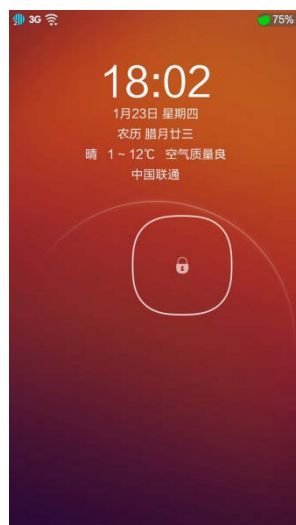 3G 75%
18:02
1月23日 星期四
农历 腊月廿三
晴 1 ~ 12℃ 空气质量良
中国联通